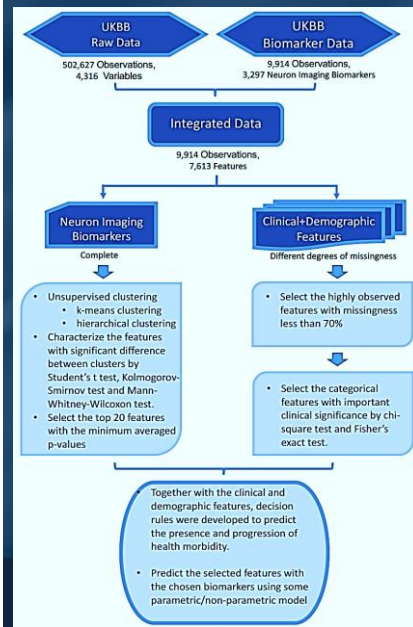 UKBB
Raw Data
UKBB
Biomarker Data
502,627 Observations,
4,316 Variables
9,914 Observations,
3,297 Neuron Imaging Biomarkers
Integrated Data
9,914 Observations,
7,613 Features
Neuron Imaging
Biomarkers
Complete
Clinical+Demographic
Features
Different degrees of missingness
• Unsupervised clustering
• k-means clustering
• hierarchical clustering
• Characterize the features
with significant difference
between clusters by
Student's t test, Kolmogorov-
Smirnov test and Mann-
Whitney-Wilcoxon test.
• Select the top 20 features
with the minimum averaged
p-values
• Select the highly observed
features with missingness
less than 70%
• Select the categorical
features with important
clinical significance by chi-
square test and Fisher's
exact test.
• Together with the clinical and
demographic features, decision
rules were developed to predict
the presence and progression of
health morbidity.
• Predict the selected features with
the chosen biomarkers using some
parametric/non-parametric model